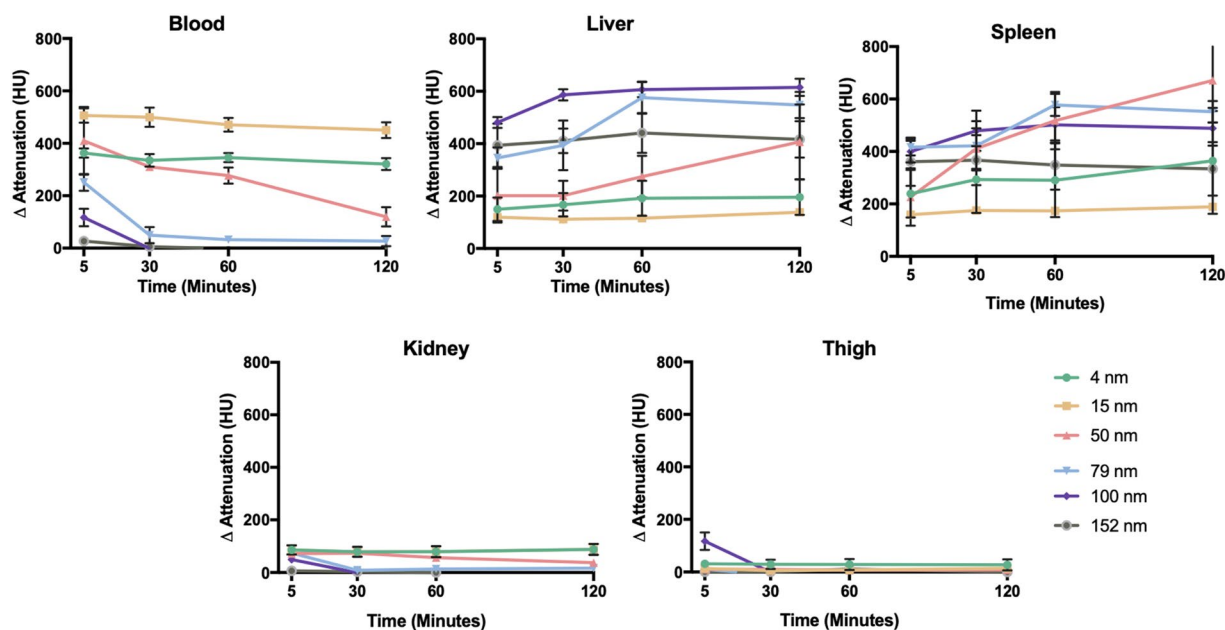 Blood
Δ Attenuation (HU)
800
600
400
200
0
5 30 60 120
Time (Minutes)
Liver
Δ Attenuation (HU)
800
600
400
200
0
5 30 60 120
Time (Minutes)
Spleen
Δ Attenuation (HU)
800
600
400
200
0
5 30 60 120
Time (Minutes)
Kidney
Δ Attenuation (HU)
800
600
400
200
0
5 30 60 120
Time (Minutes)
Thigh
Δ Attenuation (HU)
800
600
400
200
0
5 30 60 120
Time (Minutes)
4 nm
15 nm
50 nm
79 nm
100 nm
152 nm